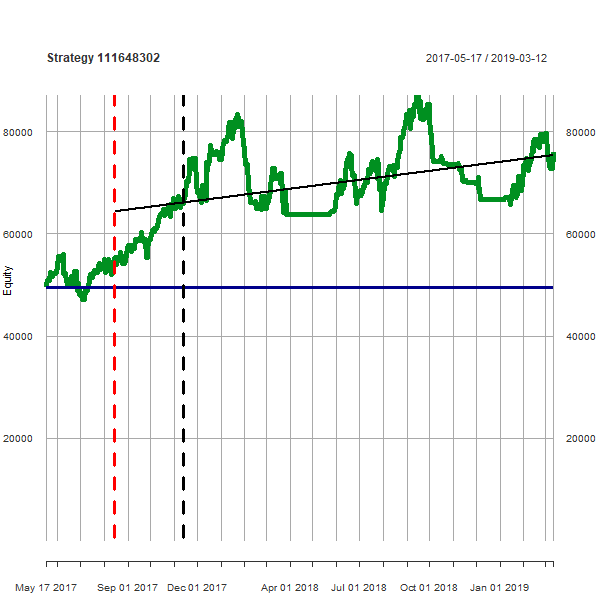 Strategy 111648302
2017-05-17 / 2019-03-12
80000 80000
60000 60000
Equity
40000 40000
20000 20000
May 17 2017 Sep 01 2017 Dec 01 2017 Apr 01 2018 Jul 01 2018 Oct 01 2018 Jan 01 2019